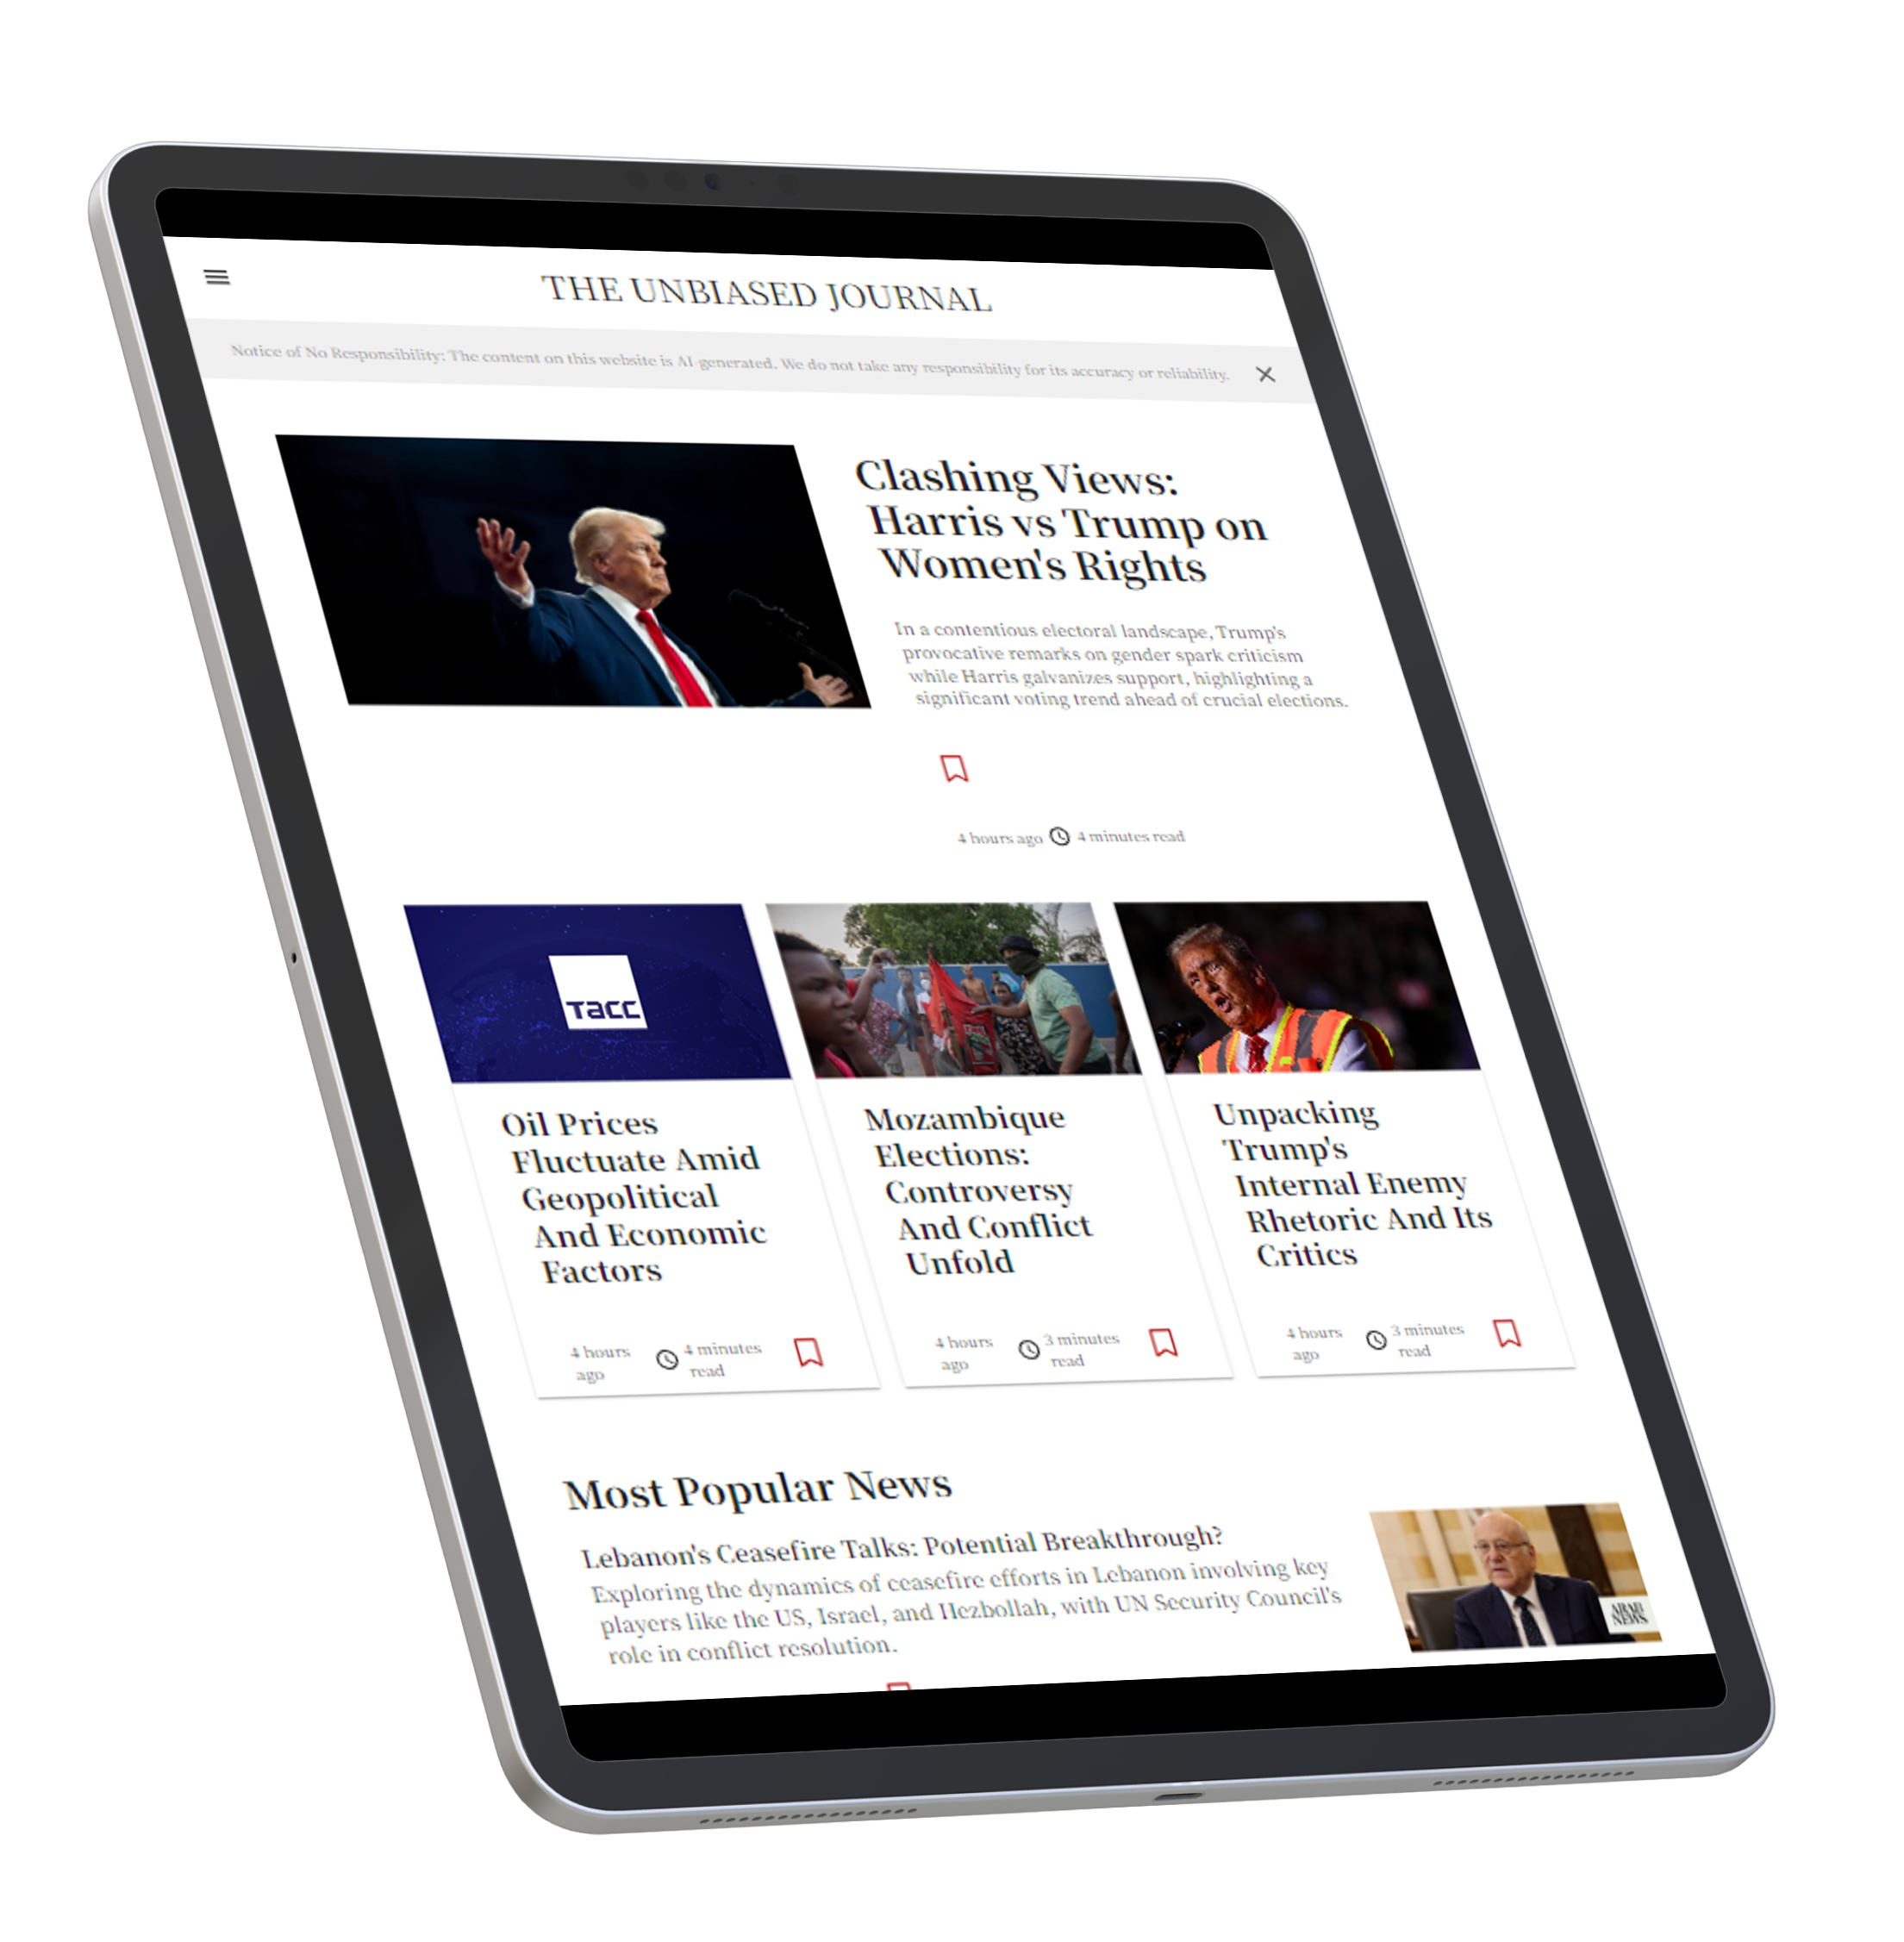 THE UNBIASED JOURNAL
Notice of No Responsibility: The content on this website is AI-generated. We do not take any responsibility for its accuracy or reliability.
Clashing Views:
Harris vs Trump on
Women's Rights
In a contentious electoral landscape, Trump's
provocative remarks on gender spark criticism
while Harris galvanizes support, highlighting a
significant voting trend ahead of crucial elections.
4 hours ago 4 minutes read
тасс
Oil Prices
Fluctuate Amid
Geopolitical
And Economic
Factors
4 hours
ago
4 minutes
read
Mozambique
Elections:
Controversy
And Conflict
Unfold
4 hours
ago
3 minutes
read
Unpacking
Trump's
Internal Enemy
Rhetoric And Its
Critics
4 hours
ago
3 minutes
read
Most Popular News
Lebanon's Ceasefire Talks: Potential Breakthrough?
Exploring the dynamics of ceasefire efforts in Lebanon involving key
players like the US, Israel, and Hezbollah, with UN Security Council's
role in conflict resolution.
ARAB
NEWS